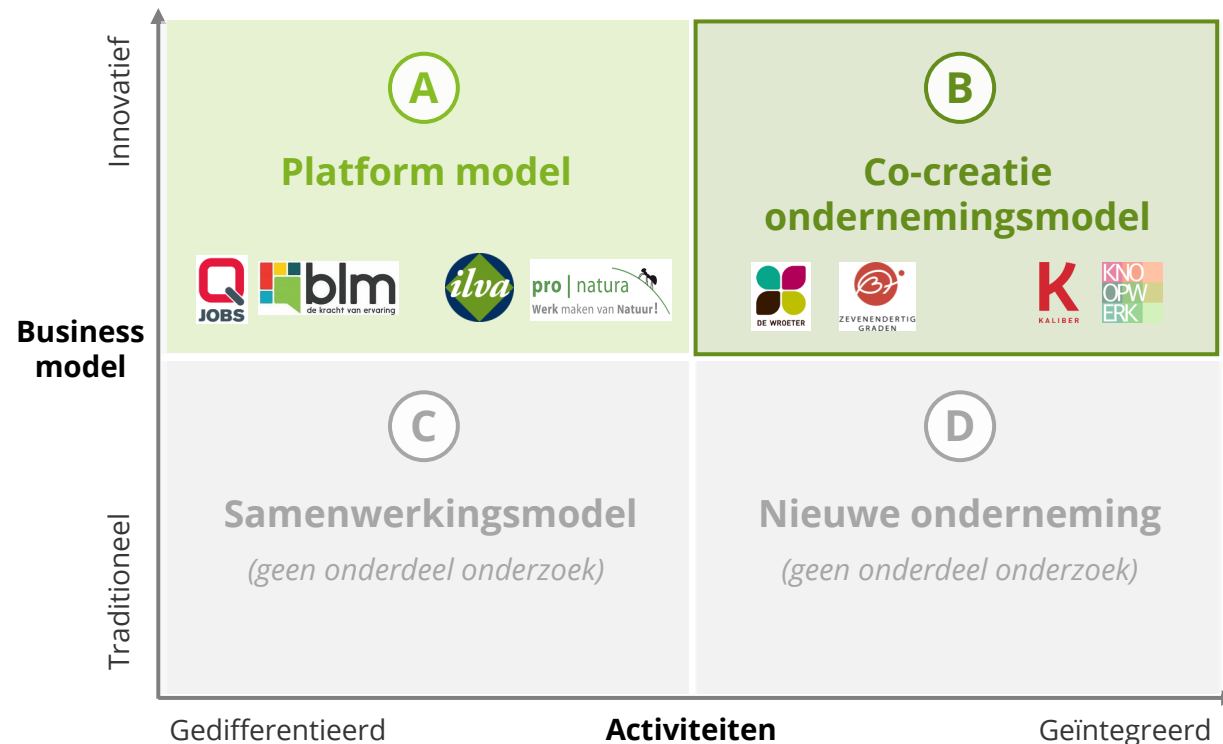 Innovatief
Business
model
Traditioneel
A
Platform model
Q
JOBS
blm
de kracht van ervaring
ilva
pro | natura
Werk maken van Natuur!
B
Co-creatie
ondernemingsmodel
DE WROETER
37°
ZEVENENDERTIG
GRADEN
K
KALIBER
KNO
OPW
ERK
C
Samenwerkingsmodel
(geen onderdeel onderzoek)
D
Nieuwe onderneming
(geen onderdeel onderzoek)
Gedifferentieerd
Activiteiten
Geïntegreerd